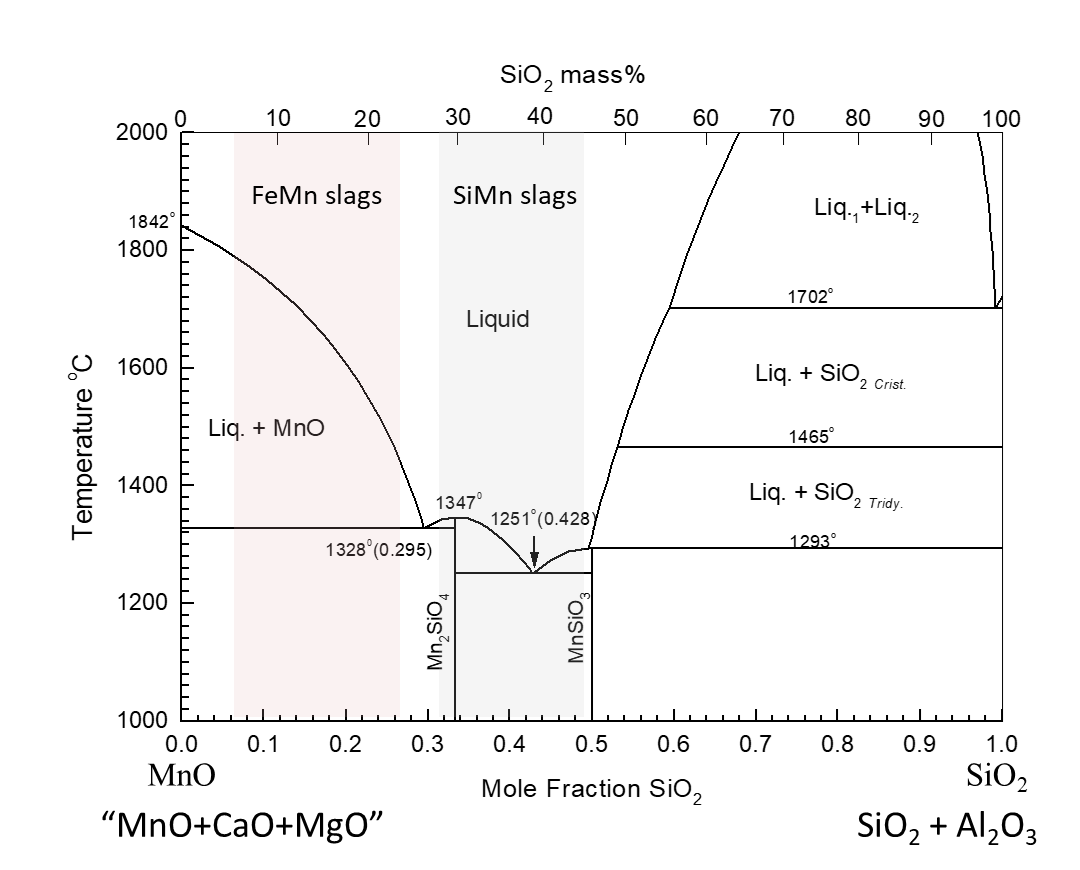 SiO2 mass%
0 10 20 30 40 50 60 70 80 90 100
2000
FeMn slags SiMn slags
Liq.1+Liq.2
1842°
1800
1702°
Liquid
1600
Liq. + SiO2 Crist.
Temperature °C
Liq. + MnO
1465°
1400
1347°
Liq. + SiO2 Tridy.
1251°(0.428)
1328°(0.295)
1293°
1200
Mn2SiO4
MnSiO3
1000
0.0 0.1 0.2 0.3 0.4 0.5 0.6 0.7 0.8 0.9 1.0
MnO
Mole Fraction SiO2
SiO2
“MnO+CaO+MgO”
SiO2 + Al2O3